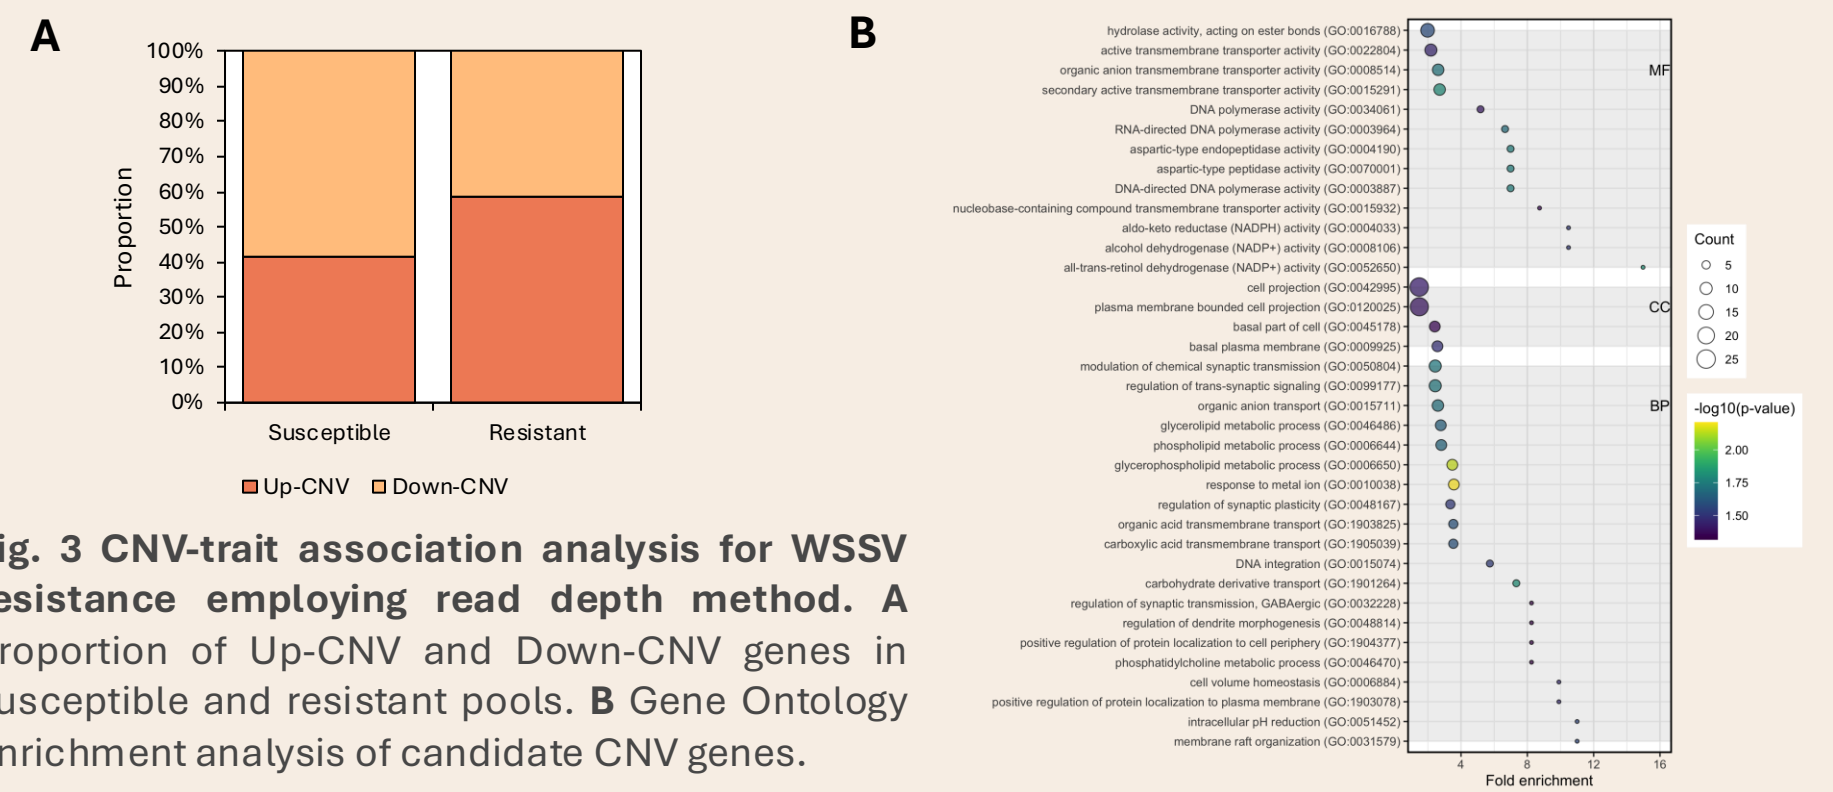 A
100%
90%
80%
70%
60%
50%
40%
30%
20%
10%
0%
Proportion
Susceptible
Resistant
Up-CNV
Down-CNV
ig. 3 CNV-trait association analysis for WSSV
esistance employing read depth method. A
roportion of Up-CNV and Down-CNV genes in
usceptible and resistant pools. B Gene Ontology
nrichment analysis of candidate CNV genes.
B
hydrolase activity, acting on ester bonds (GO:0016788)
active transmembrane transporter activity (GO:0022804)
organic anion transmembrane transporter activity (GO:0008514)
secondary active transmembrane transporter activity (GO:0015291)
DNA polymerase activity (GO:0034061)
RNA-directed DNA polymerase activity (GO:0003964)
aspartic-type endopeptidase activity (GO:0004190)
aspartic-type peptidase activity (GO:0070001)
DNA-directed DNA polymerase activity (GO:0003887)
nucleobase-containing compound transmembrane transporter activity (GO:0015932)
aldo-keto reductase (NADPH) activity (GO:0004033)
alcohol dehydrogenase (NADP+) activity (GO:0008106)
all-trans-retinol dehydrogenase (NADP+) activity (GO:0052650)
cell projection (GO:0042995)
plasma membrane bounded cell projection (GO:0120025)
basal part of cell (GO:0045178)
basal plasma membrane (GO:0009925)
modulation of chemical synaptic transmission (GO:0050804)
regulation of trans-synaptic signaling (GO:0099177)
organic anion transport (GO:0015711)
glycerolipid metabolic process (GO:0046486)
phospholipid metabolic process (GO:0006644)
glycerophospholipid metabolic process (GO:0006650)
response to metal ion (GO:0010038)
regulation of synaptic plasticity (GO:0048167)
organic acid transmembrane transport (GO:1903825)
carboxylic acid transmembrane transport (GO:1905039)
DNA integration (GO:0015074)
carbohydrate derivative transport (GO:1901264)
regulation of synaptic transmission, GABAergic (GO:0032228)
regulation of dendrite morphogenesis (GO:0048814)
positive regulation of protein localization to cell periphery (GO:1904377)
phosphatidylcholine metabolic process (GO:0046470)
cell volume homeostasis (GO:0006884)
positive regulation of protein localization to plasma membrane (GO:1903078)
intracellular pH reduction (GO:0051452)
membrane raft organization (GO:0031579)
MF
CC
BP
4 8 12 16
Fold enrichment
Count
5
10
15
20
25
-log10(p-value)
2.00
1.75
1.50